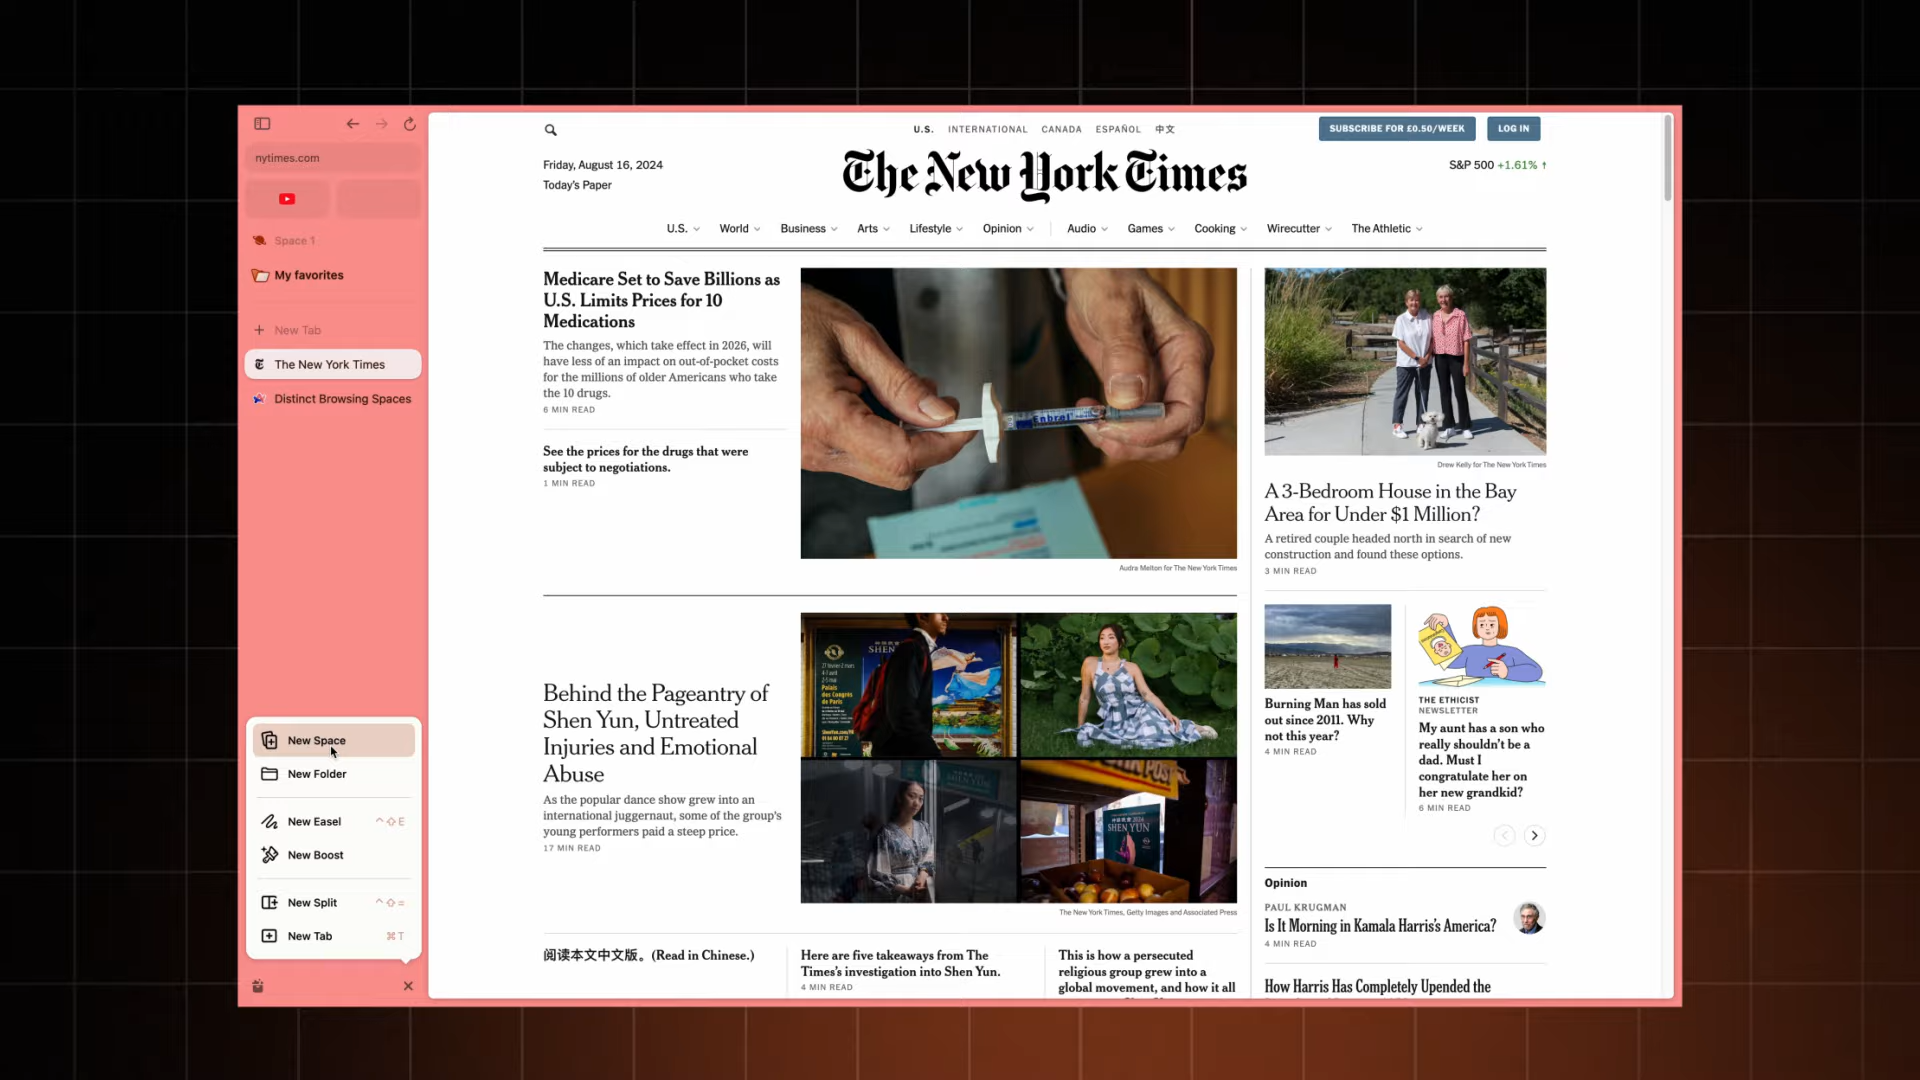 nytimes.com
Space 1
My favorites
New Tab
The New York Times
Distinct Browsing Spaces
New Space
New Folder
New Easel ^⇧E
New Boost
New Split ^⇧=
New Tab ⌘T
U.S. INTERNATIONAL CANADA ESPAÑOL 中文
SUBSCRIBE FOR £0.50/WEEK
LOG IN
Friday, August 16, 2024
Today's Paper
The New York Times
S&P 500 +1.61% ↑
U.S. World Business Arts Lifestyle Opinion Audio Games Cooking Wirecutter The Athletic
Medicare Set to Save Billions as
U.S. Limits Prices for 10
Medications
The changes, which take effect in 2026, will
have less of an impact on out-of-pocket costs
for the millions of older Americans who take
the 10 drugs.
6 MIN READ
See the prices for the drugs that were
subject to negotiations.
1 MIN READ
Enbrel
Audra Melton for The New York Times
Behind the Pageantry of
Shen Yun, Untreated
Injuries and Emotional
Abuse
As the popular dance show grew into an
international juggernaut, some of the group's
young performers paid a steep price.
17 MIN READ
SHEN
Palais
des Congrès
de Paris
POST
SHEN YUN
The New York Times, Getty Images and Associated Press
阅读本文中文版。(Read in Chinese.)
Here are five takeaways from The
Times's investigation into Shen Yun.
4 MIN READ
This is how a persecuted
religious group grew into a
global movement, and how it all
Drew Kelly for The New York Times
A 3-Bedroom House in the Bay
Area for Under $1 Million?
A retired couple headed north in search of new
construction and found these options.
3 MIN READ
Burning Man has sold
out since 2011. Why
not this year?
4 MIN READ
THE ETHICIST
NEWSLETTER
My aunt has a son who
really shouldn't be a
dad. Must I
congratulate her on
her new grandkid?
6 MIN READ
Opinion
PAUL KRUGMAN
Is It Morning in Kamala Harris's America?
4 MIN READ
How Harris Has Completely Upended the